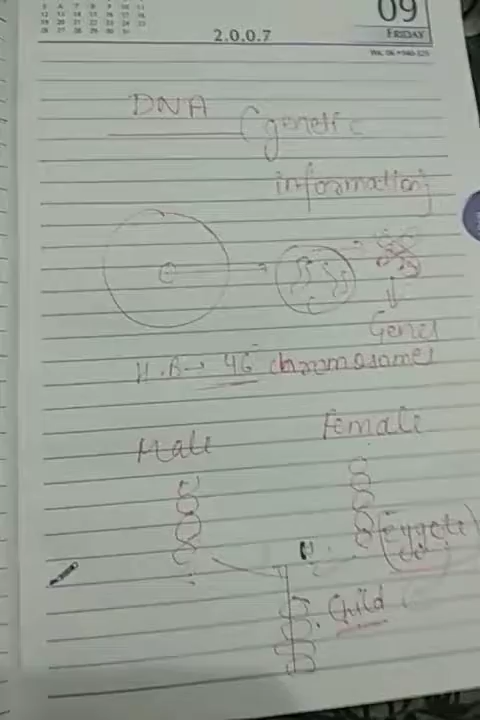 09
FRIDAY
2.0.0.7
DNA
(genetic
information)
Genes
H.B → 46 chromosomes
Male
Female
(Zygote
Child